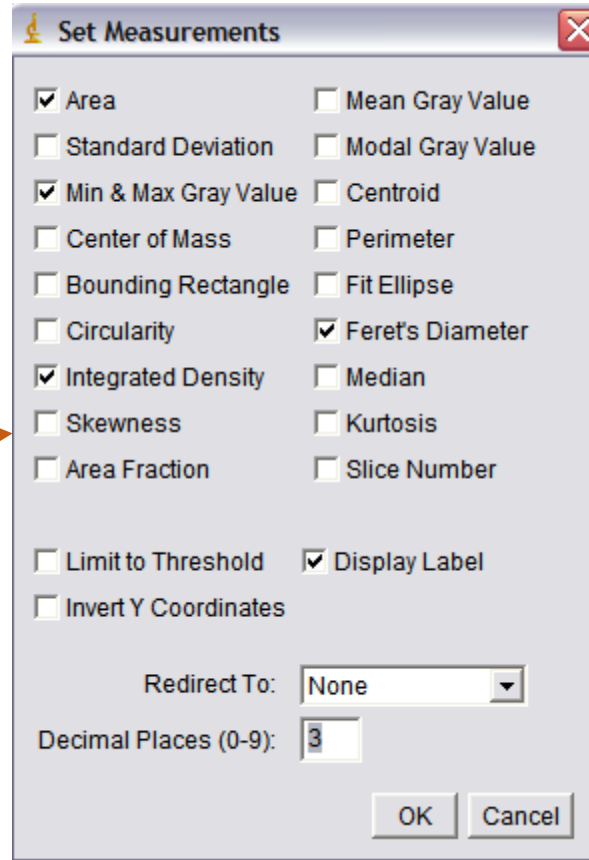 Set Measurements
Area Mean Gray Value
Standard Deviation Modal Gray Value
Min & Max Gray Value Centroid
Center of Mass Perimeter
Bounding Rectangle Fit Ellipse
Circularity Feret's Diameter
Integrated Density Median
Skewness Kurtosis
Area Fraction Slice Number
Limit to Threshold Display Label
Invert Y Coordinates
Redirect To: None
Decimal Places (0-9): 3
OK Cancel